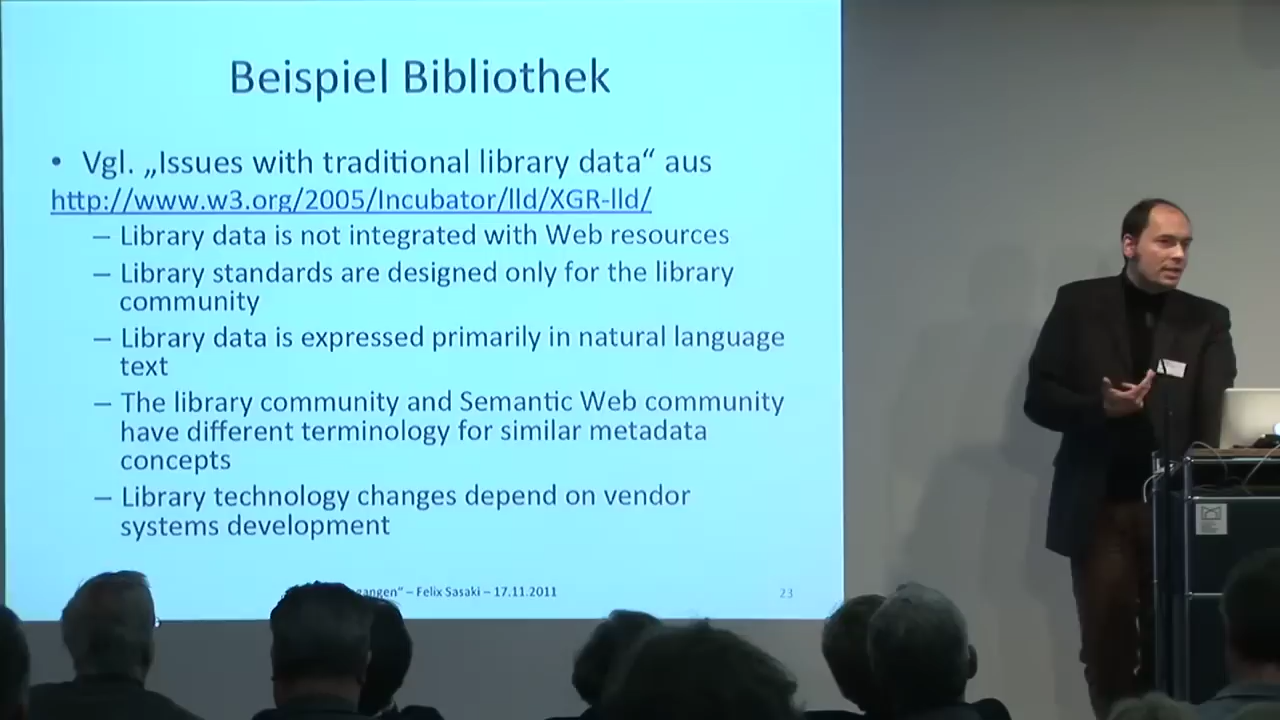 Beispiel Bibliothek
• Vgl. „Issues with traditional library data“ aus
http://www.w3.org/2005/Incubator/lld/XGR-lld/
– Library data is not integrated with Web resources
– Library standards are designed only for the library
community
– Library data is expressed primarily in natural language
text
– The library community and Semantic Web community
have different terminology for similar metadata
concepts
– Library technology changes depend on vendor
systems development
– Felix Sasaki – 17.11.2011
23